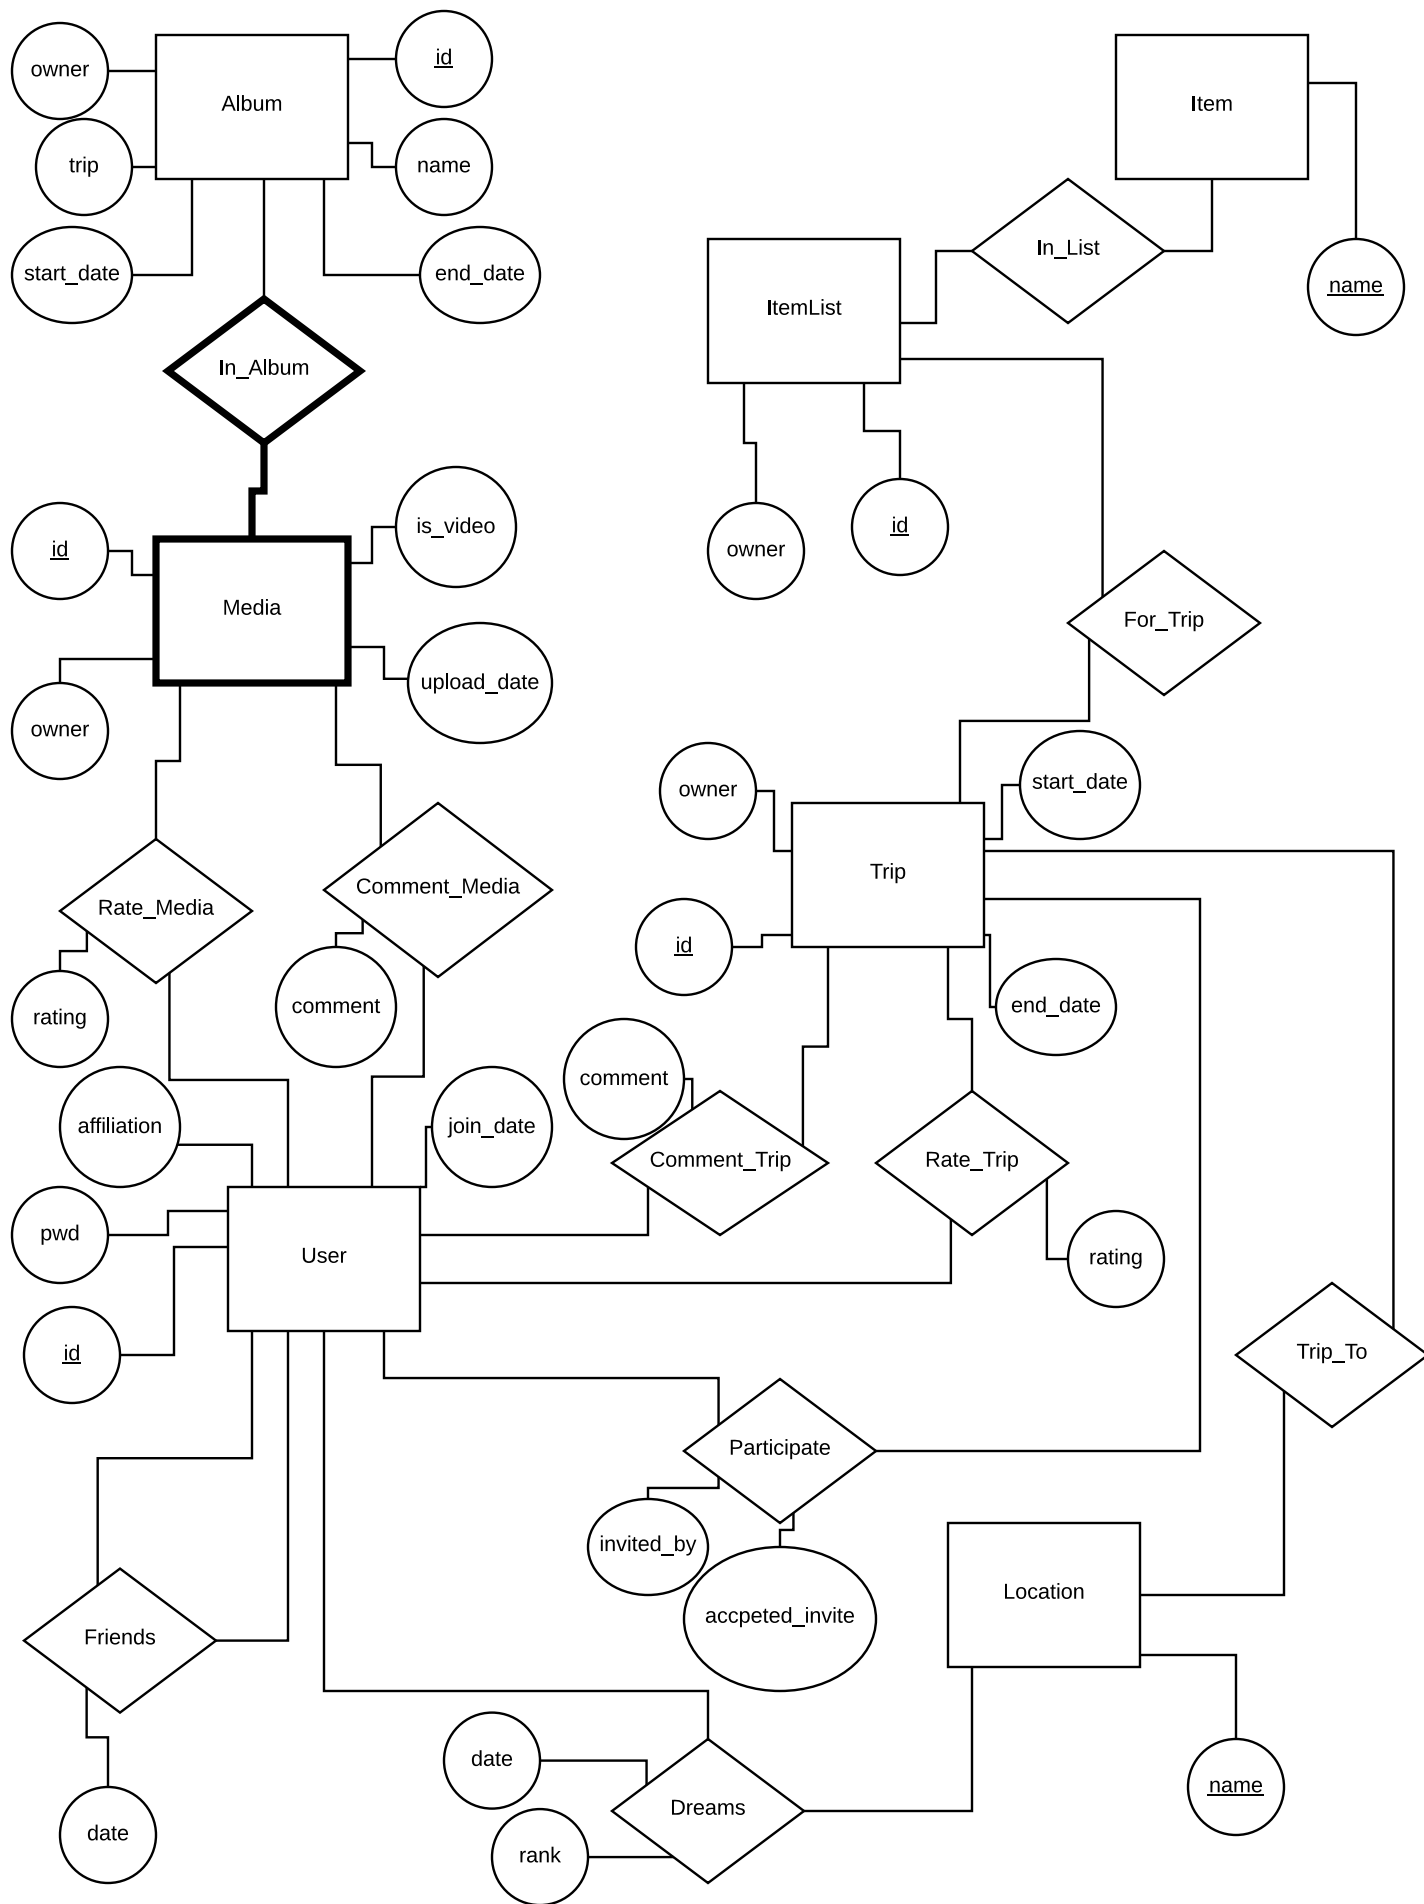 owner
Album
id
trip
name
start_date
end_date
In_Album
Item
In_List
name
ItemList
owner
id
For_Trip
id
is_video
Media
owner
upload_date
Rate_Media
Comment_Media
rating
comment
owner
start_date
Trip
id
end_date
comment
Comment_Trip
Rate_Trip
rating
affiliation
join_date
pwd
User
id
Trip_To
Participate
invited_by
accpeted_invite
Location
name
Friends
date
date
Dreams
rank